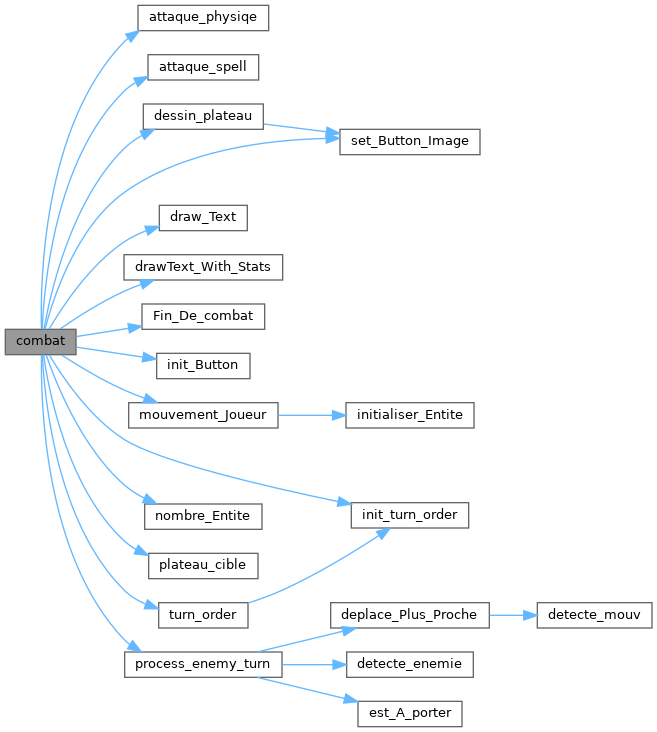 attaque_physiqe
attaque_spell
dessin_plateau
set_Button_Image
draw_Text
drawText_With_Stats
Fin_De_combat
combat
init_Button
mouvement_Joueur
initialiser_Entite
nombre_Entite
init_turn_order
plateau_cible
turn_order
deplace_Plus_Proche
detecte_mouv
process_enemy_turn
detecte_enemie
est_A_porter